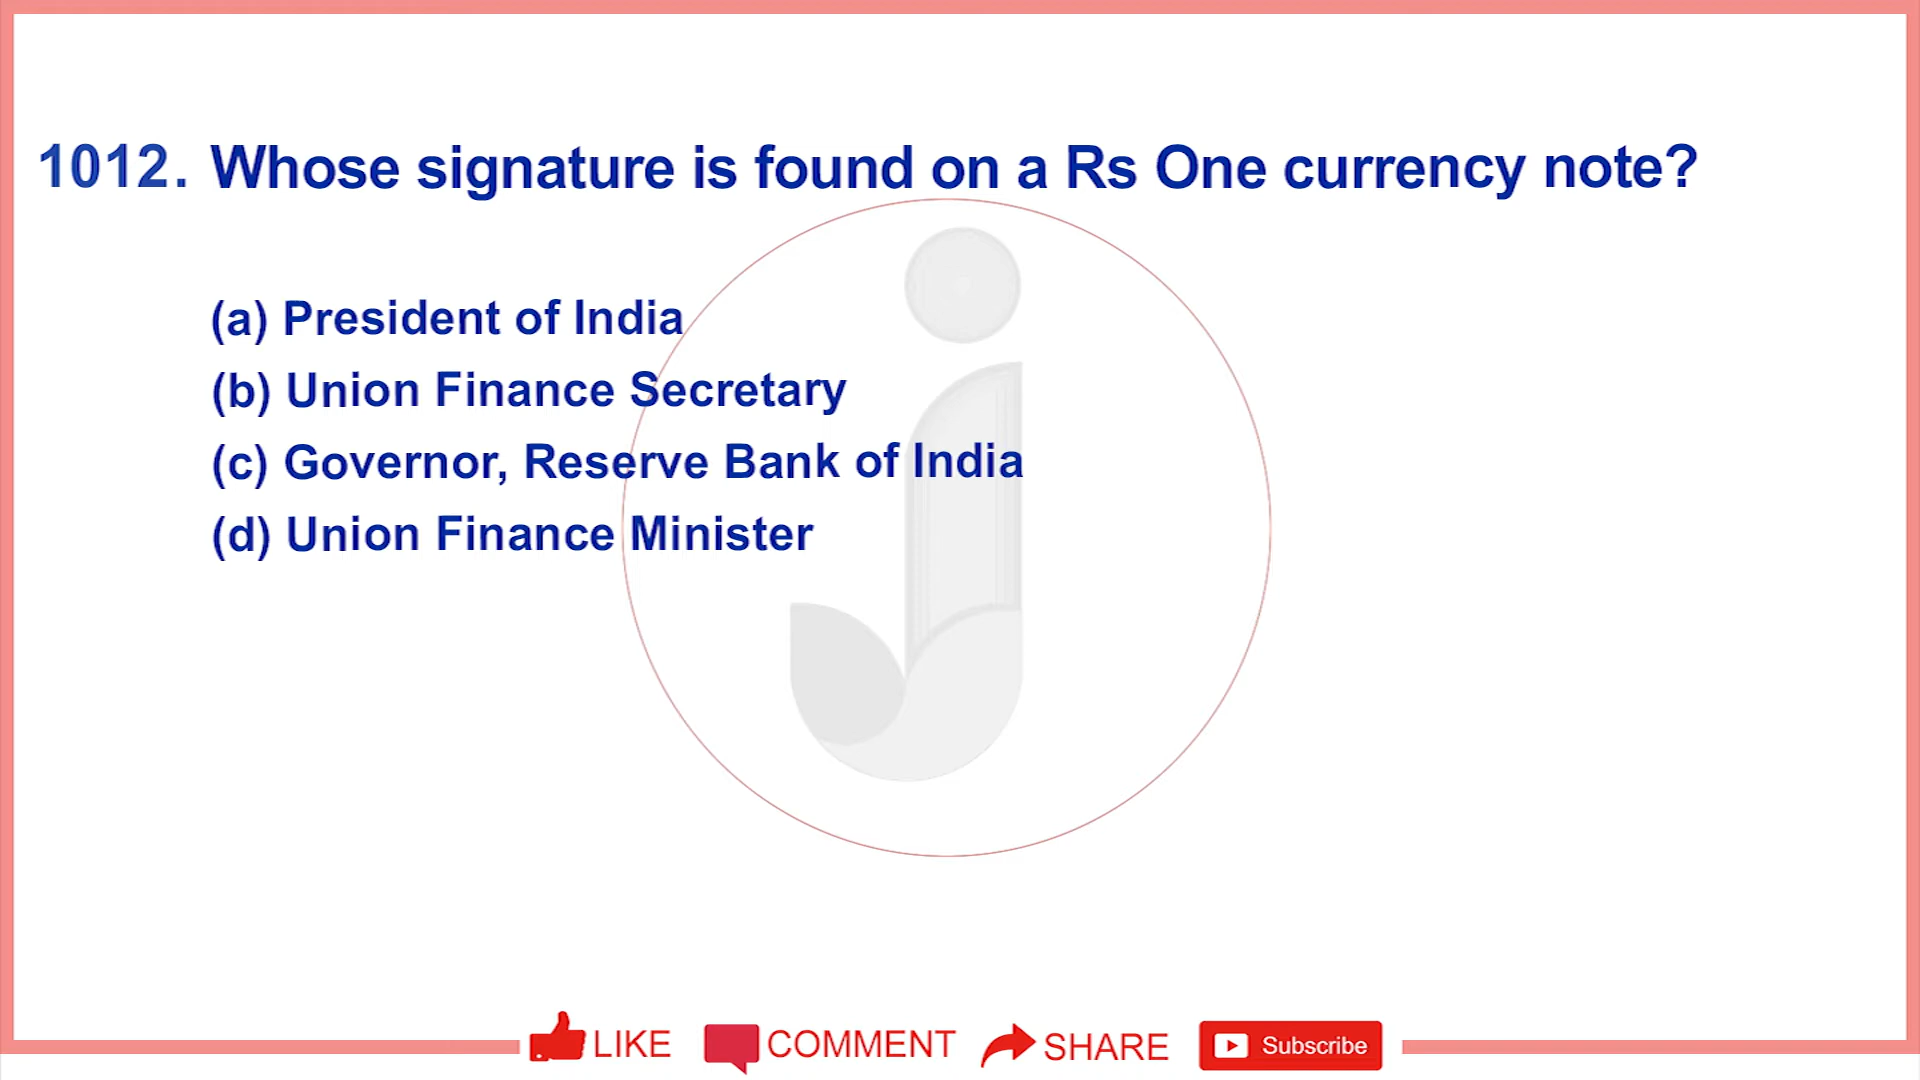 1012. Whose signature is found on a Rs One currency note?
(a) President of India
(b) Union Finance Secretary
(c) Governor, Reserve Bank of India
(d) Union Finance Minister
LIKE COMMENT SHARE Subscribe